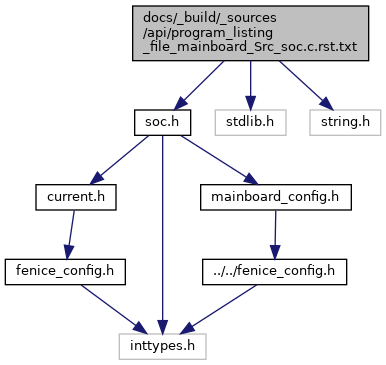 docs/_build/_sources
/api/program_listing
_file_mainboard_Src_soc.c.rst.txt
soc.h
stdlib.h
string.h
current.h
mainboard_config.h
fenice_config.h
../../fenice_config.h
inttypes.h